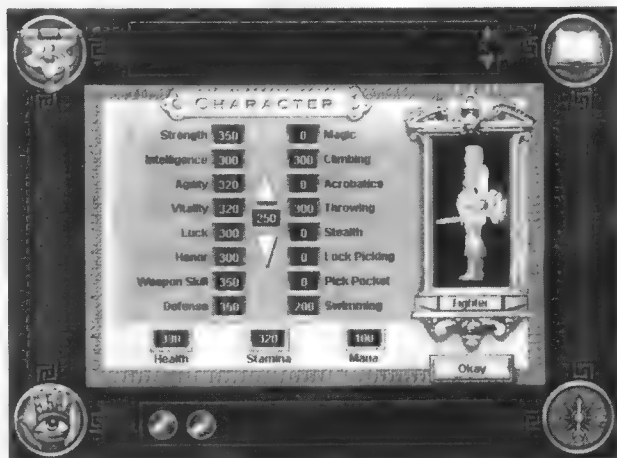 CHARACTER
Strength 350 0 Magic
Intelligence 300 300 Climbing
Agility 320 0 Acrobatics
Vitality 320 250 300 Throwing
Luck 300 0 Stealth
Honor 300 0 Lock Picking
Weapon Skill 350 0 Pick Pocket
Defense 350 200 Swimming
Fighter
330 320 100
Health Stamina Mana
Okay